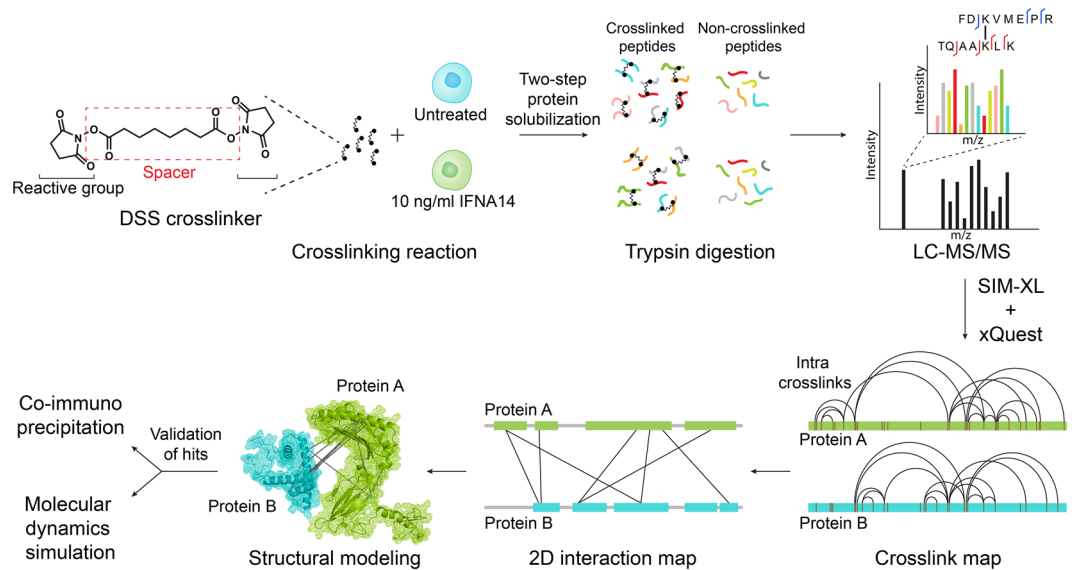 O
N
O
O
O
O
O
O
N
O
O
Reactive group
Spacer
DSS crosslinker
+
Untreated
10 ng/ml IFNA14
Crosslinking reaction
Two-step
protein
solubilization
Crosslinked
peptides
Non-crosslinked
peptides
Trypsin digestion
FDJKVMEPR
TQAAKLK
Intensity
m/z
Intensity
m/z
LC-MS/MS
SIM-XL
+
xQuest
Intra
crosslinks
Protein A
Protein B
Crosslink map
Protein A
Protein B
2D interaction map
Protein A
Protein B
Structural modeling
Validation
of hits
Co-immuno
precipitation
Molecular
dynamics
simulation